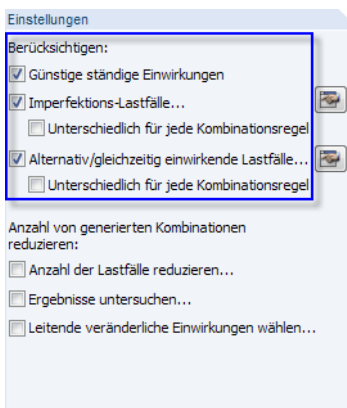 Einstellungen
Berücksichtigen:
Günstige ständige Einwirkungen
Imperfektions-Lastfälle...
Unterschiedlich für jede Kombinationsregel
Alternativ/gleichzeitig einwirkende Lastfälle...
Unterschiedlich für jede Kombinationsregel
Anzahl von generierten Kombinationen
reduzieren:
Anzahl der Lastfälle reduzieren...
Ergebnisse untersuchen...
Leitende veränderliche Einwirkungen wählen...